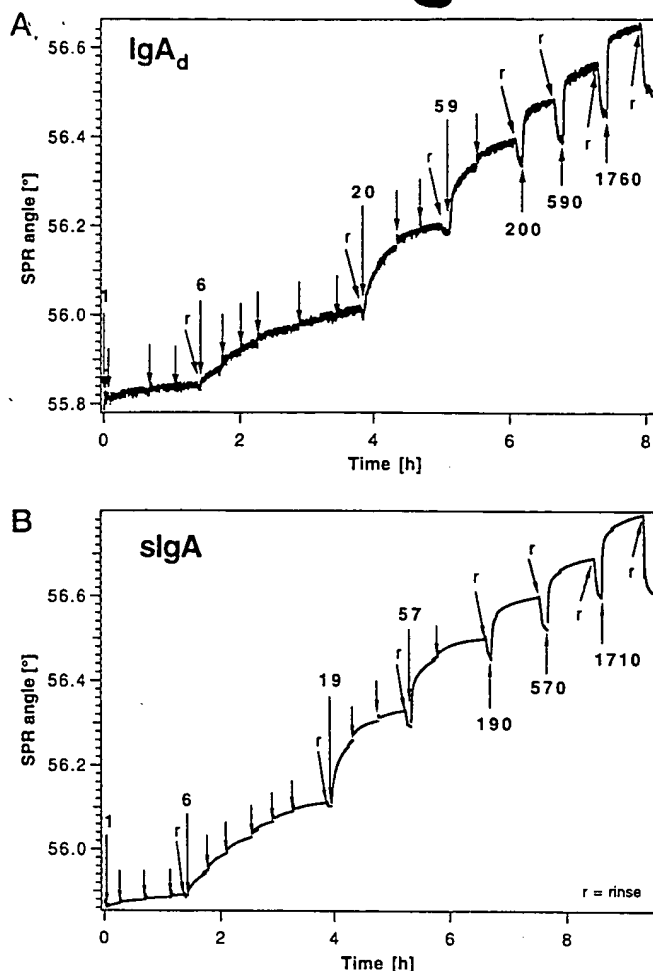 A
IgAd
56.6
56.4
56.2
56.0
55.8
SPR angle [°]
1
r
6
r
20
r
59
r
200
r
590
r
1760
r
0
2
4
6
8
Time [h]
B
sIgA
56.6
56.4
56.2
56.0
SPR angle [°]
1
r
6
r
19
r
57
r
190
r
570
r
1710
r
r = rinse
0
2
4
6
8
Time [h]